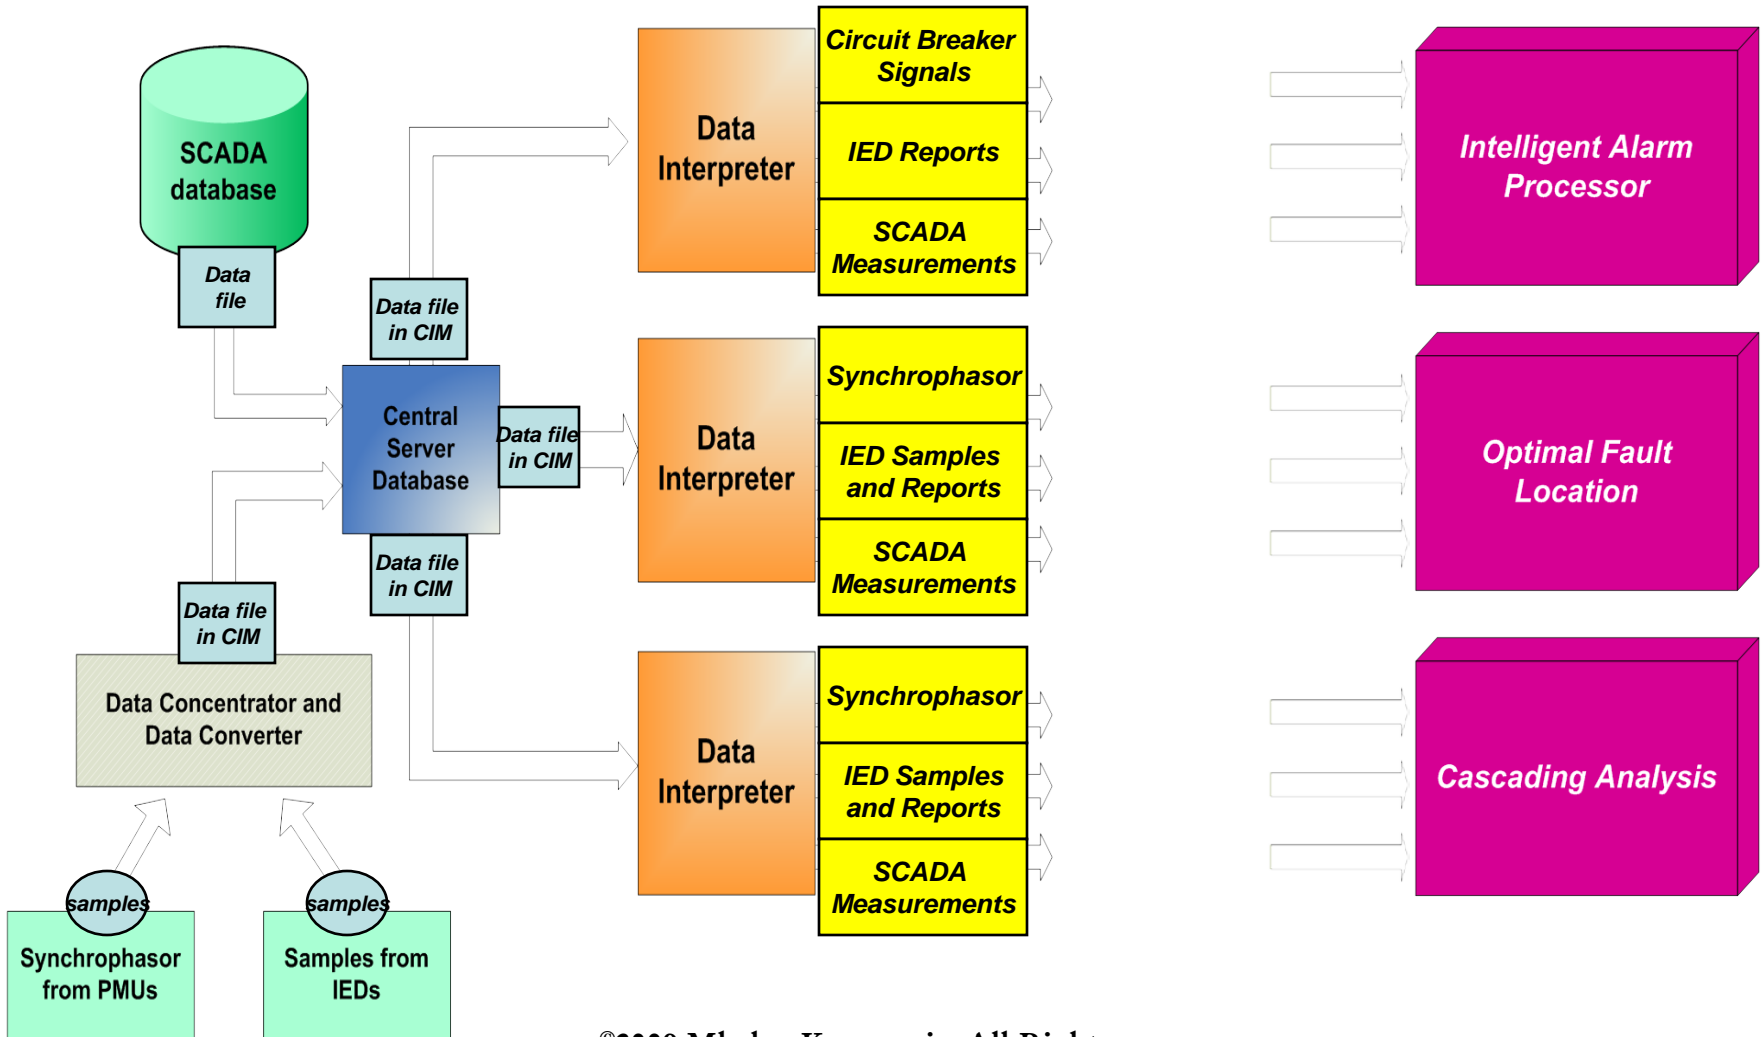 SCADA
database
Data
file
Data file
in CIM
Central
Server
Database
Data file
in CIM
Data file
in CIM
Data file
in CIM
Data Concentrator and
Data Converter
samples
samples
Synchrophasor
from PMUs
Samples from
IEDs
Data
Interpreter
Circuit Breaker
Signals
IED Reports
SCADA
Measurements
Intelligent Alarm
Processor
Data
Interpreter
Synchrophasor
IED Samples
and Reports
SCADA
Measurements
Optimal Fault
Location
Data
Interpreter
Synchrophasor
IED Samples
and Reports
SCADA
Measurements
Cascading Analysis